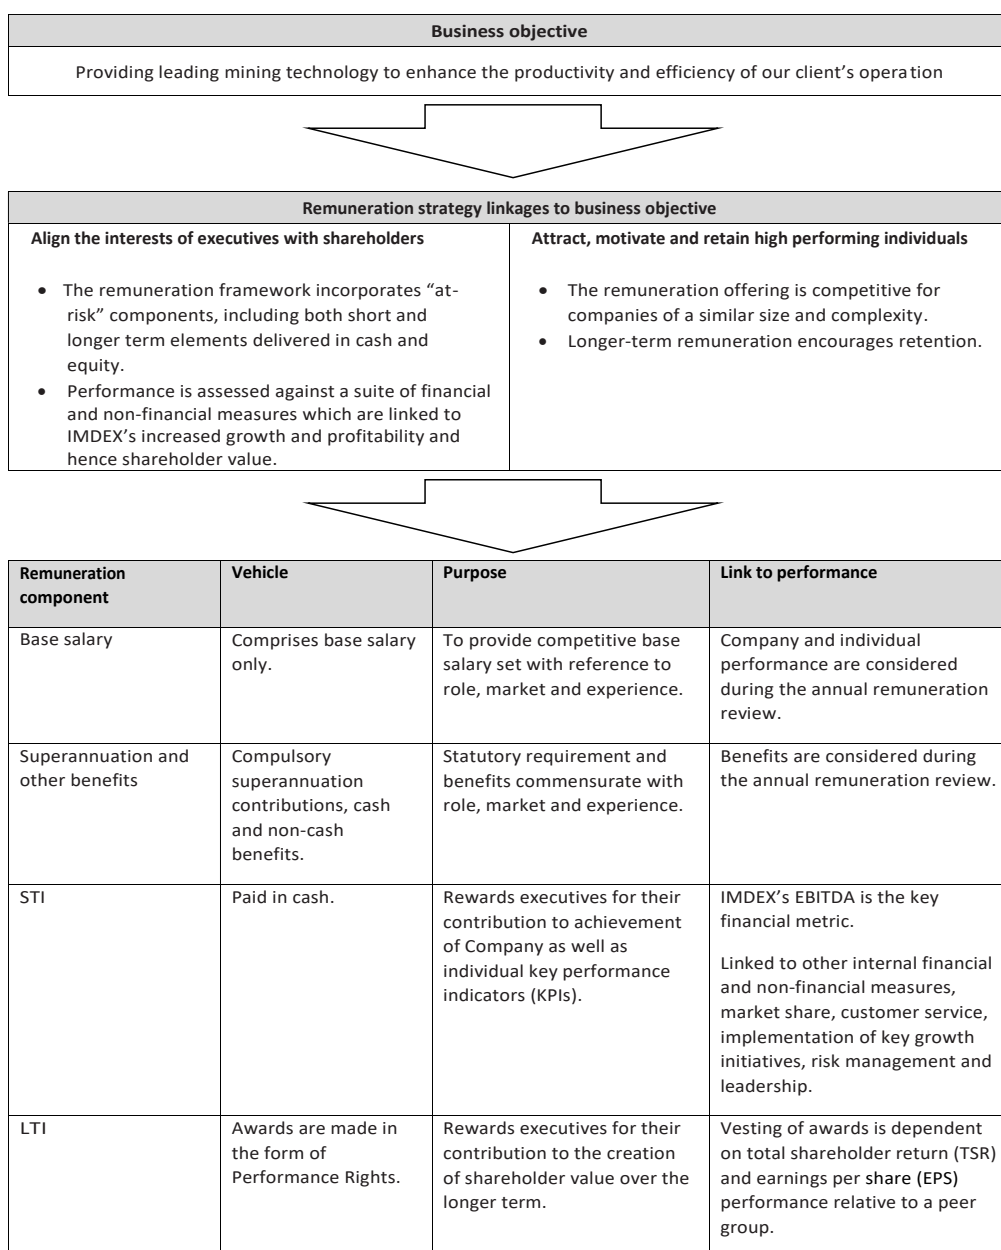 Business objective
Providing leading mining technology to enhance the productivity and efficiency of our client's operation
Remuneration strategy linkages to business objective
Align the interests of executives with shareholders
• The remuneration framework incorporates “at-
risk” components, including both short and
longer term elements delivered in cash and
equity.
• Performance is assessed against a suite of financial
and non-financial measures which are linked to
IMDEX’s increased growth and profitability and
hence shareholder value.
Attract, motivate and retain high performing individuals
• The remuneration offering is competitive for
companies of a similar size and complexity.
• Longer-term remuneration encourages retention.
Remuneration
component
Vehicle
Purpose
Link to performance
Base salary
Comprises base salary
only.
To provide competitive base
salary set with reference to
role, market and experience.
Company and individual
performance are considered
during the annual remuneration
review.
Superannuation and
other benefits
Compulsory
superannuation
contributions, cash
and non-cash
benefits.
Statutory requirement and
benefits commensurate with
role, market and experience.
Benefits are considered during
the annual remuneration review.
STI
Paid in cash.
Rewards executives for their
contribution to achievement
of Company as well as
individual key performance
indicators (KPIs).
IMDEX’s EBITDA is the key
financial metric.
Linked to other internal financial
and non-financial measures,
market share, customer service,
implementation of key growth
initiatives, risk management and
leadership.
LTI
Awards are made in
the form of
Performance Rights.
Rewards executives for their
contribution to the creation
of shareholder value over the
longer term.
Vesting of awards is dependent
on total shareholder return (TSR)
and earnings per share (EPS)
performance relative to a peer
group.